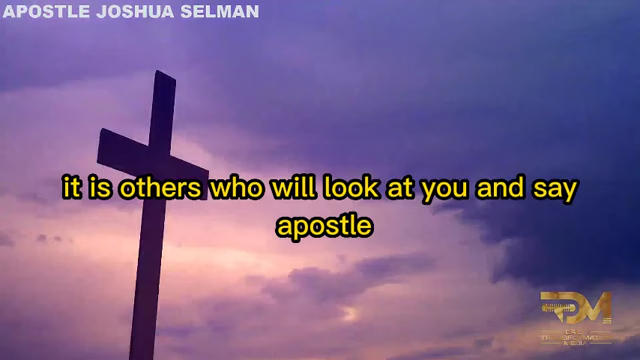 APOSTLE JOSHUA SELMAN
it is others who will look at you and say
apostle